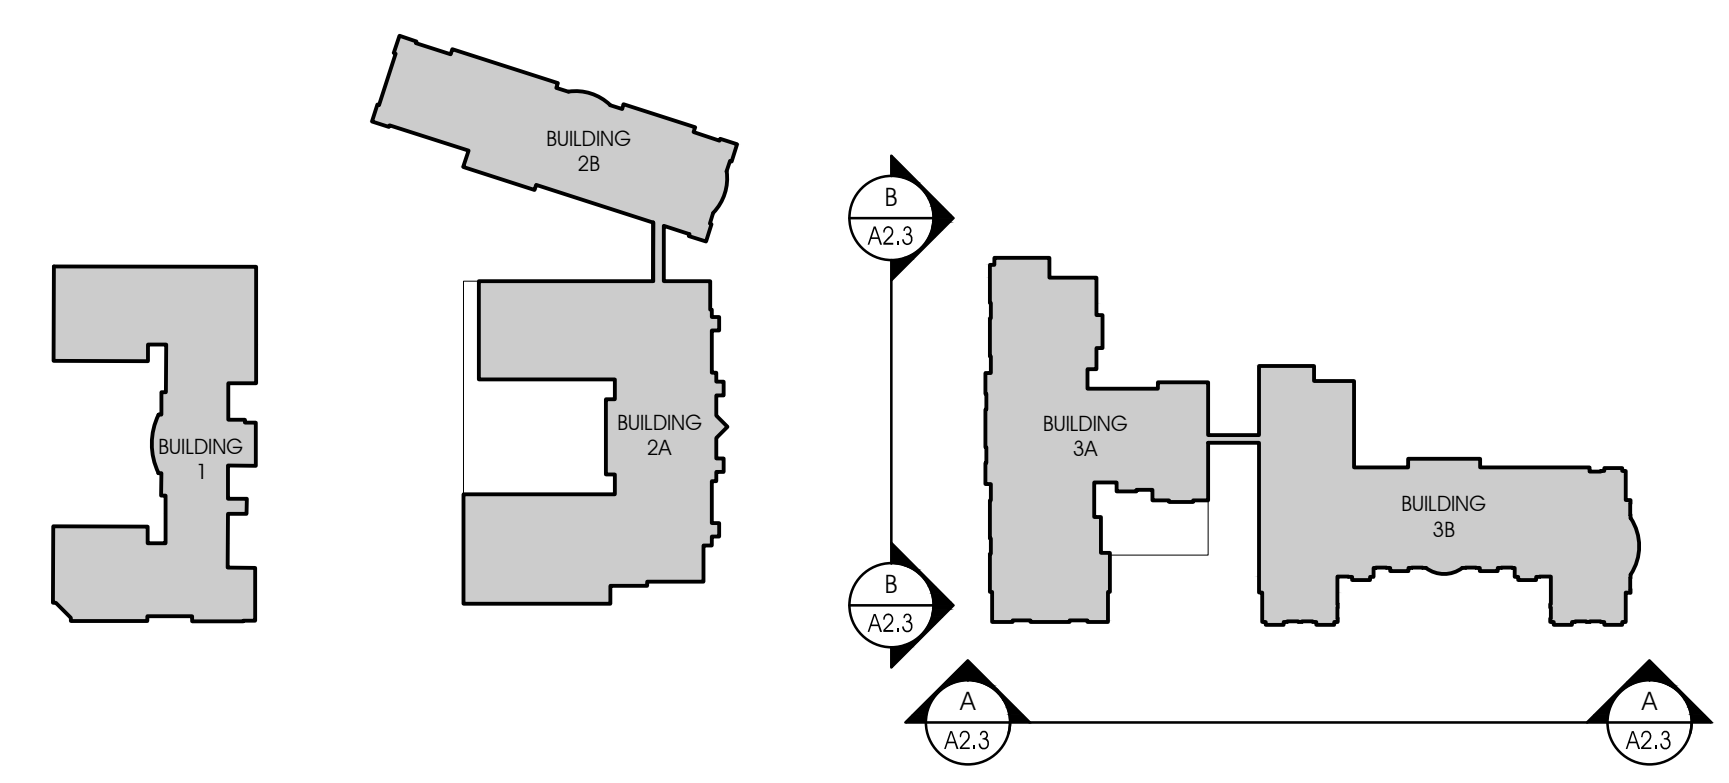 BUILDING
2B
B
A2.3
BUILDING
1
BUILDING
2A
BUILDING
3A
BUILDING
3B
B
A2.3
A
A2.3
A
A2.3